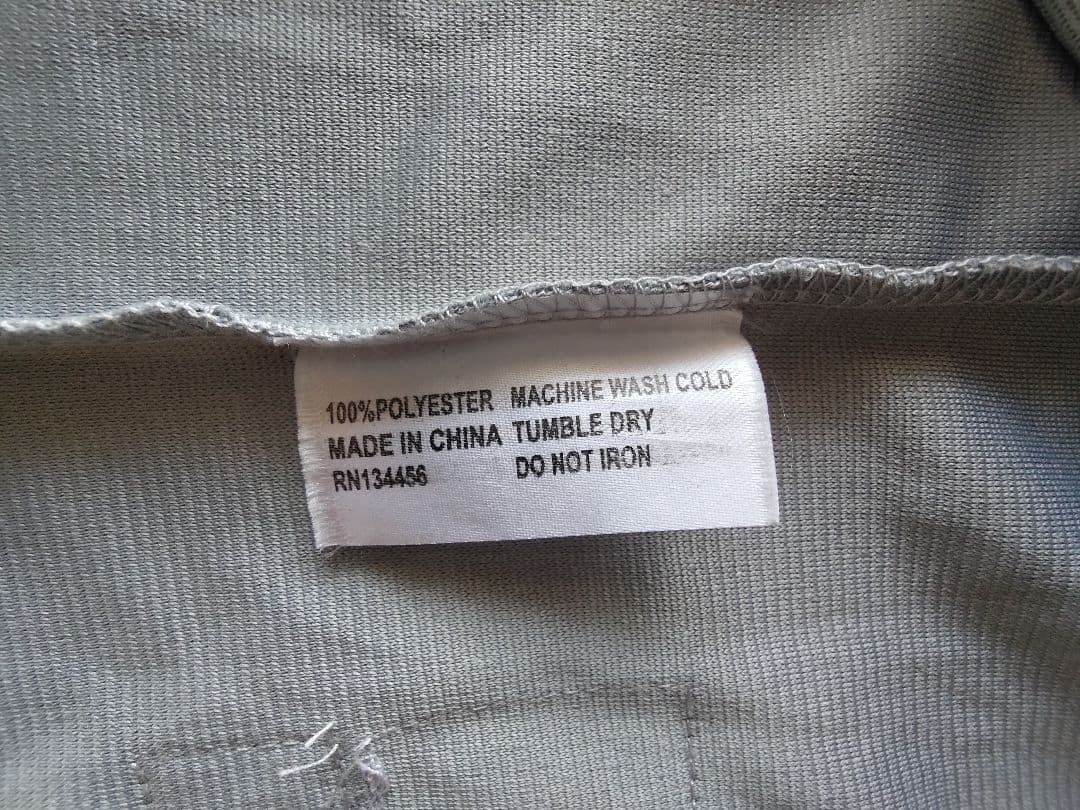 100%POLYESTER MACHINE WASH COLD
MADE IN CHINA TUMBLE DRY
RN134456 DO NOT IRON